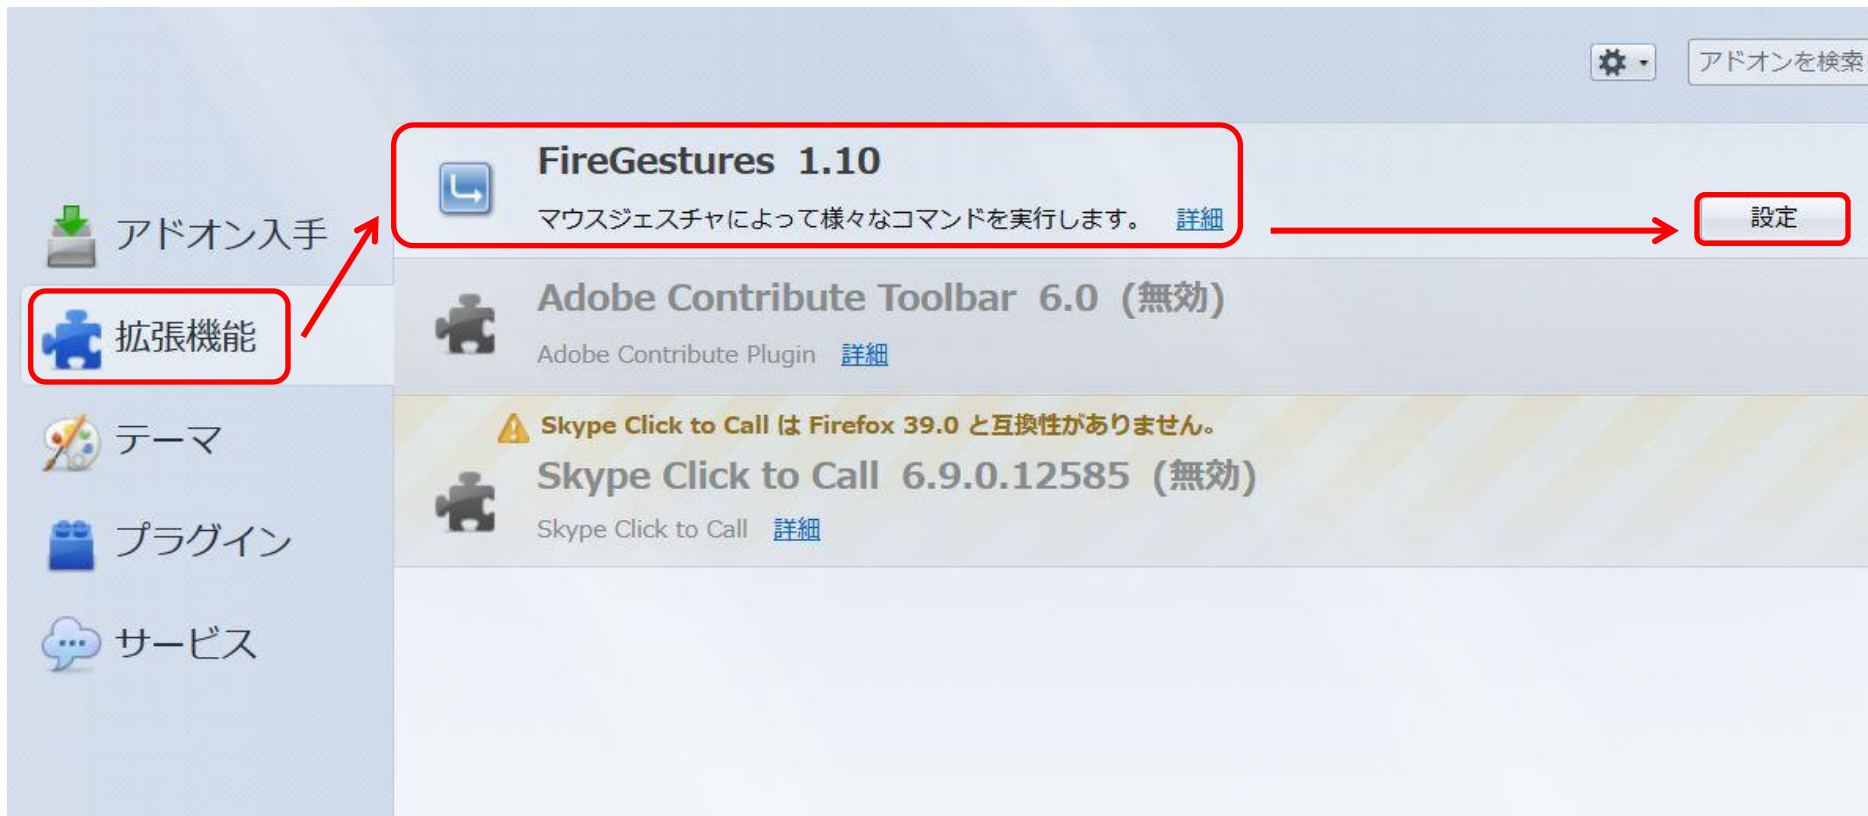 アドオンを検索
アドオン入手
拡張機能
テーマ
プラグイン
サービス
FireGestures 1.10
マウスジェスチャによって様々なコマンドを実行します。 詳細
設定
Adobe Contribute Toolbar 6.0 (無効)
Adobe Contribute Plugin 詳細
Skype Click to Call は Firefox 39.0 と互換性がありません。
Skype Click to Call 6.9.0.12585 (無効)
Skype Click to Call 詳細